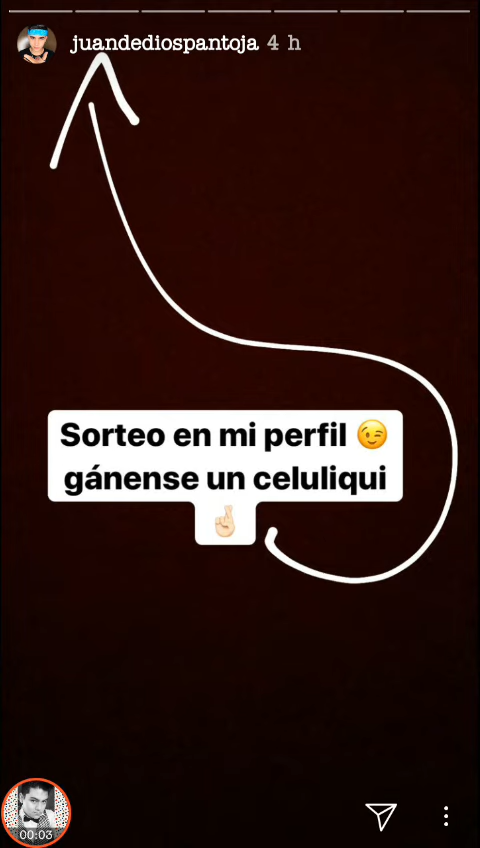 juandediospantoja 4 h
Sorteo en mi perfil 😉
gánense un celuliqui
🤞🏻
00:03